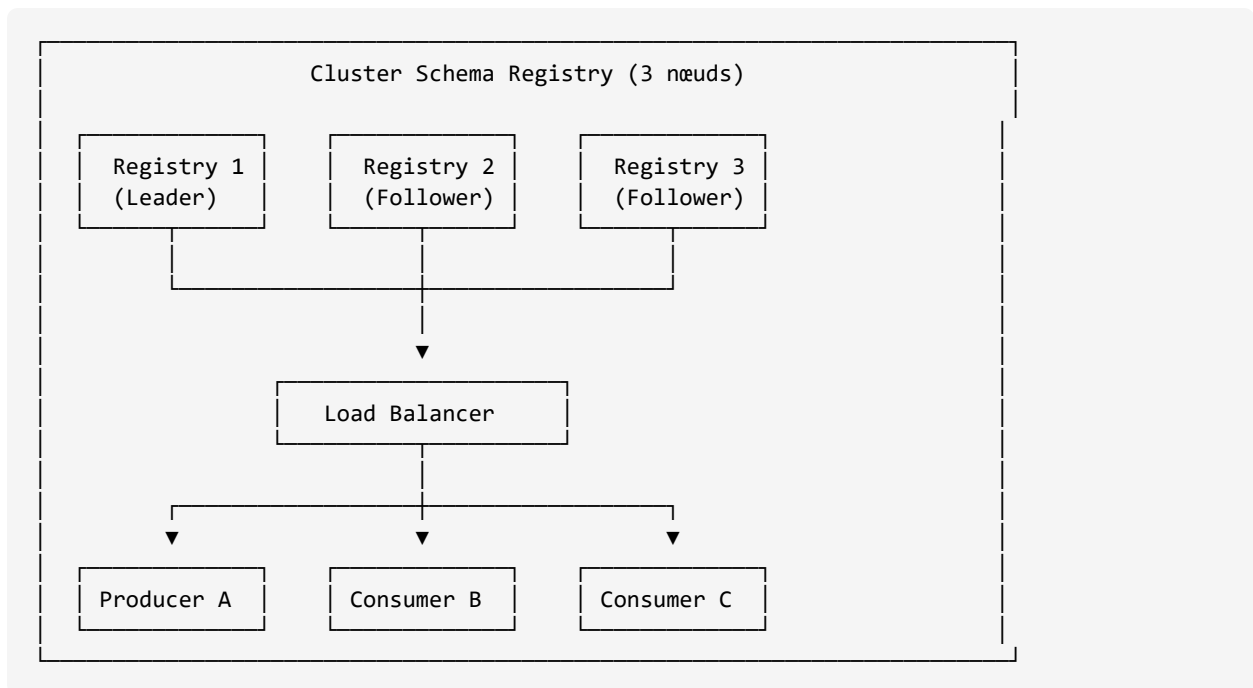 Cluster Schema Registry (3 nœuds)
Registry 1 Registry 2 Registry 3
(Leader) (Follower) (Follower)
Load Balancer
Producer A Consumer B Consumer C